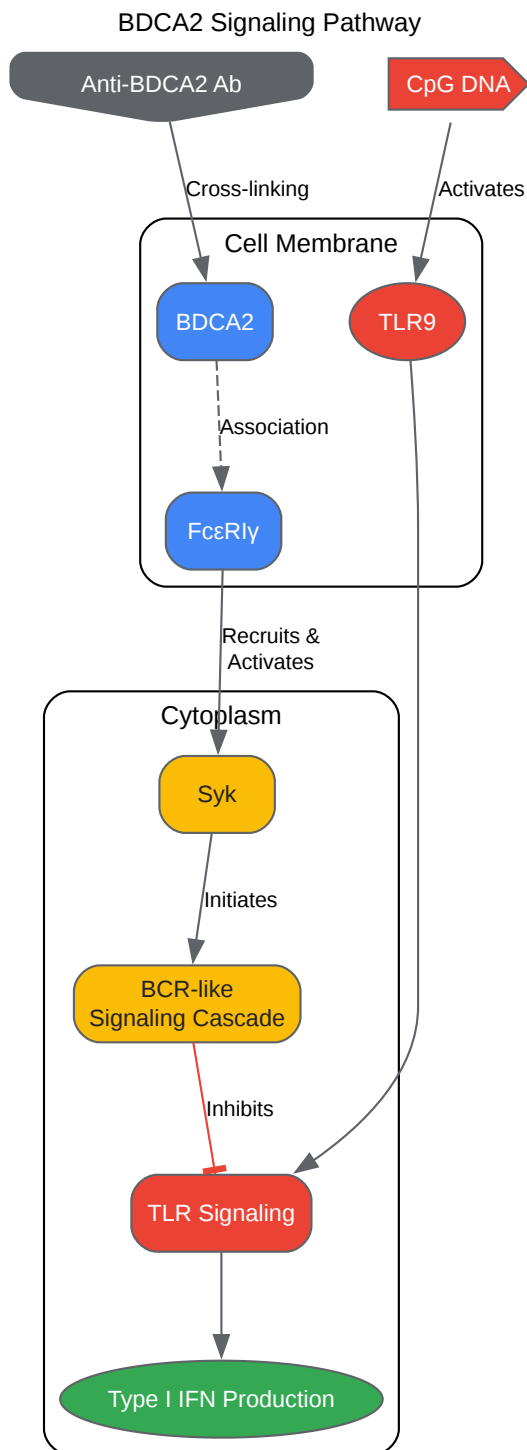 BDCA2 Signaling Pathway
Anti-BDCA2 Ab
CpG DNA
Cross-linking
Activates
Cell Membrane
BDCA2
TLR9
Association
FcεRIγ
Recruits &
Activates
Cytoplasm
Syk
Initiates
BCR-like
Signaling Cascade
Inhibits
TLR Signaling
Type I IFN Production